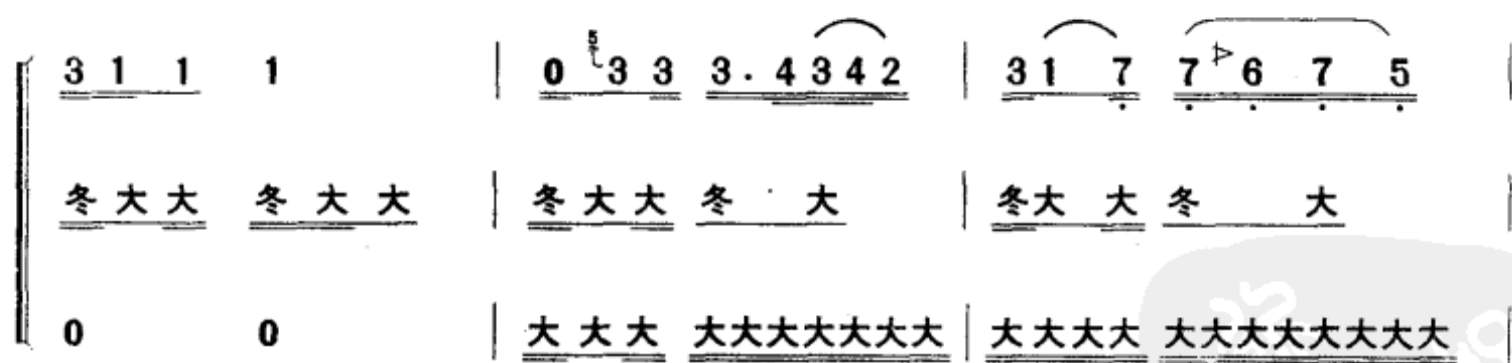 3 1 1 1 | 0 5 3 3 3 . 4 3 4 2 | 3 1 7 7 6 7 5 |
冬 大 大 冬 大 大 | 冬 大 大 冬 · 大 | 冬 大 大 冬 大
0 0 | 大 大 大 大大大大大大大 | 大大大大 大大大大大大大大